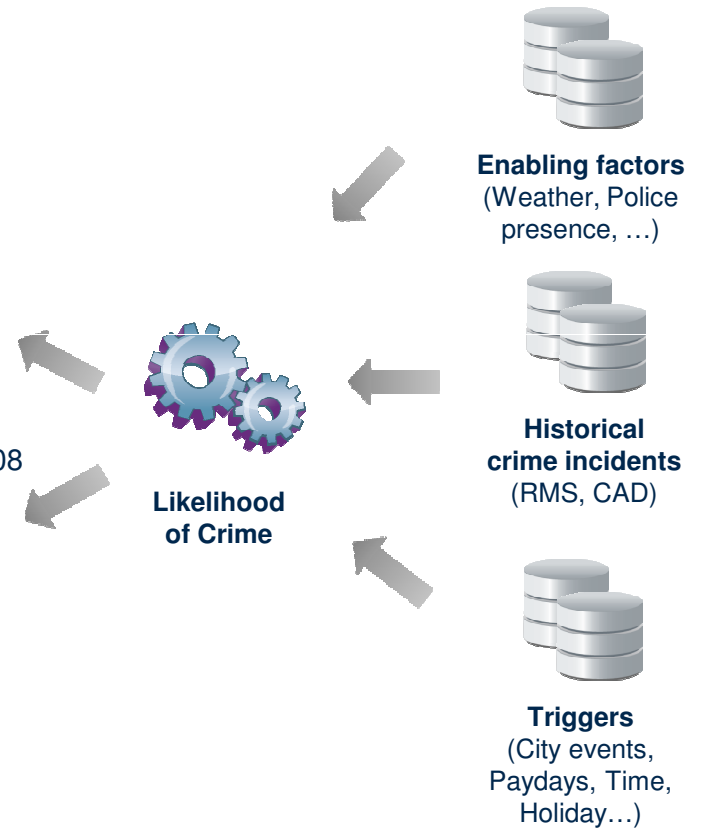 Enabling factors
(Weather, Police
presence, …)
Historical
crime incidents
(RMS, CAD)
08
Likelihood
of Crime
Triggers
(City events,
Paydays, Time,
Holiday…)